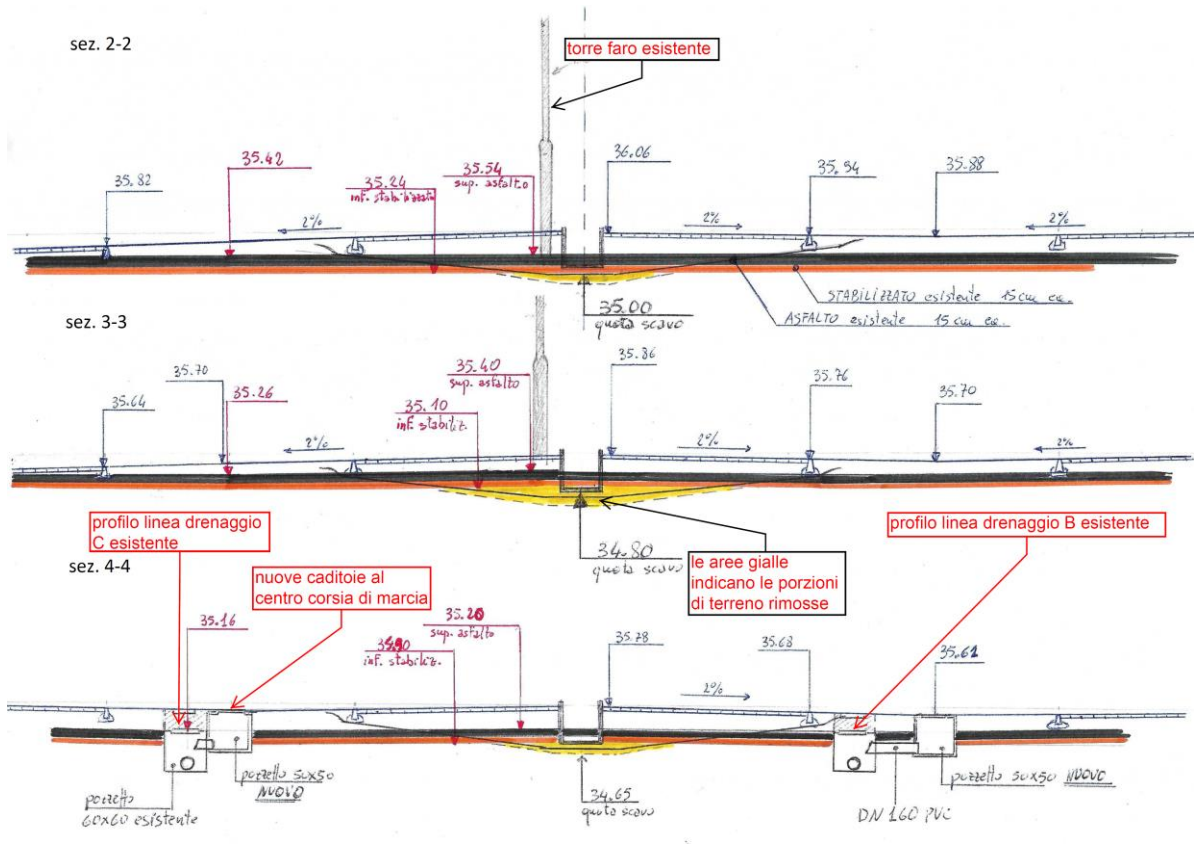 sez. 2-2
torre faro esistente
35.82
35.42
35.24
inf. stabilizzato
35.54
sup. asfalto
36.06
35.94
35.88
2%
2%
2%
STABILIZZATO esistente 15 cm ca.
ASFALTO esistente 15 cm ca.
35.00
quota scavo
sez. 3-3
35.64
35.70
35.26
35.10
inf. stabiliz.
35.40
sup. asfalto
35.86
35.76
35.70
2%
2%
2%
34.80
quota scavo
profilo linea drenaggio
C esistente
nuove caditoie al
centro corsia di marcia
le aree gialle
indicano le porzioni
di terreno rimosse
profilo linea drenaggio B esistente
sez. 4-4
35.16
inf. stabiliz.
35.20
sup. asfalto
35.78
35.68
35.61
2%
34.65
quota scavo
pozzetto
60x60 esistente
pozzetto 50x50
NUOVO
DN 160 PVC
pozzetto 50x50 NUOVO